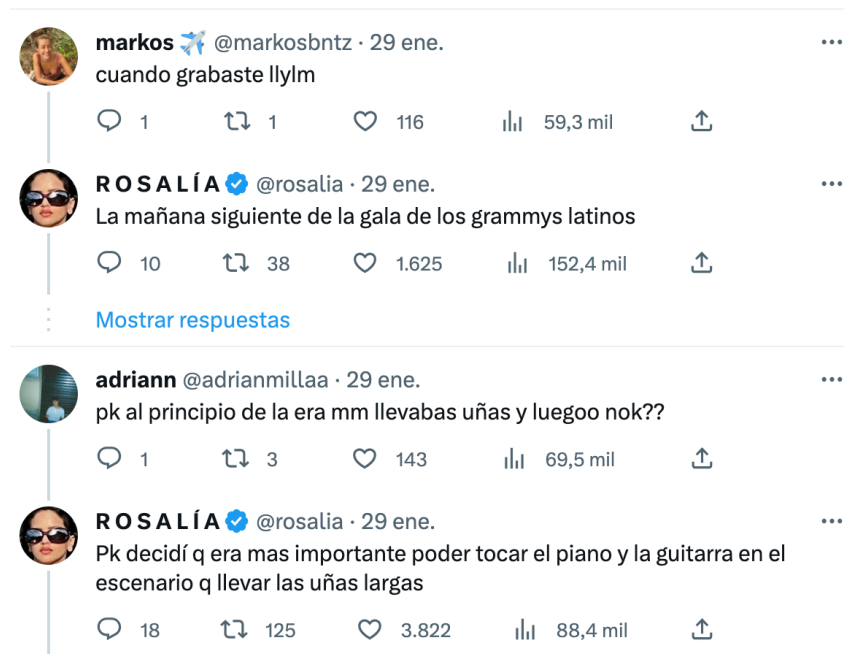 markos ✈️ @markosbntz · 29 ene.
cuando grabaste llylm
1 1 116 59,3 mil
R O S A L Í A @rosalia · 29 ene.
La mañana siguiente de la gala de los grammys latinos
10 38 1.625 152,4 mil
Mostrar respuestas
adriann @adrianmillaa · 29 ene.
pk al principio de la era mm llevabas uñas y luegoo nok??
1 3 143 69,5 mil
R O S A L Í A @rosalia · 29 ene.
Pk decidí q era mas importante poder tocar el piano y la guitarra en el
escenario q llevar las uñas largas
18 125 3.822 88,4 mil